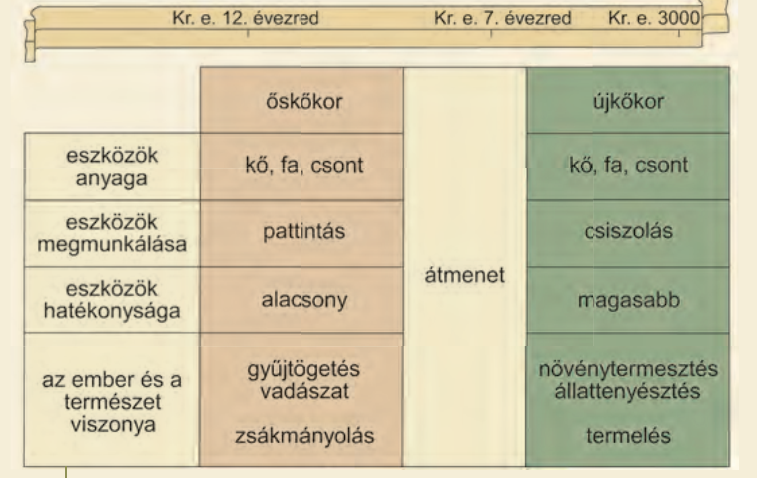 Kr. e. 12. évezred Kr. e. 7. évezred Kr. e. 3000
őskőkor újkőkor
eszközök
anyaga
kő, fa, csont kő, fa, csont
eszközök
megmunkálása
pattintás csiszolás
átmenet
eszközök
hatékonysága
alacsony magasabb
az ember és a
természet
viszonya
gyűjtögetés
vadászat
zsákmányolás
növénytermesztés
állattenyésztés
termelés